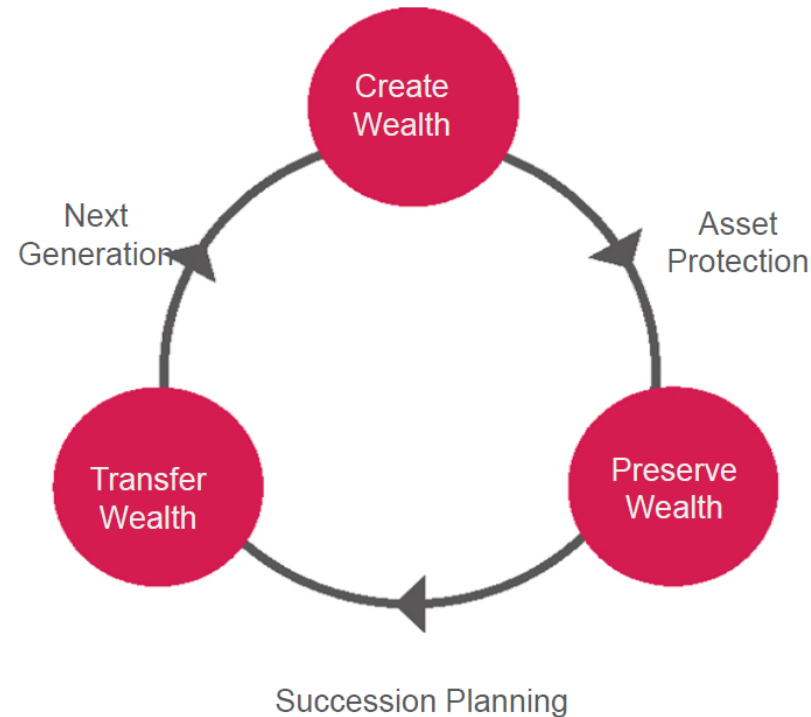 Create
Wealth
Next
Generation
Asset
Protection
Transfer
Wealth
Preserve
Wealth
Succession Planning